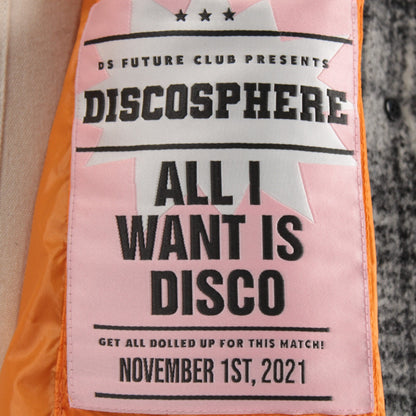 DS FUTURE CLUB PRESENTS
DISCOSPHERE
ALL I
WANT IS
DISCO
GET ALL DOLLED UP FOR THIS MATCH!
NOVEMBER 1ST, 2021